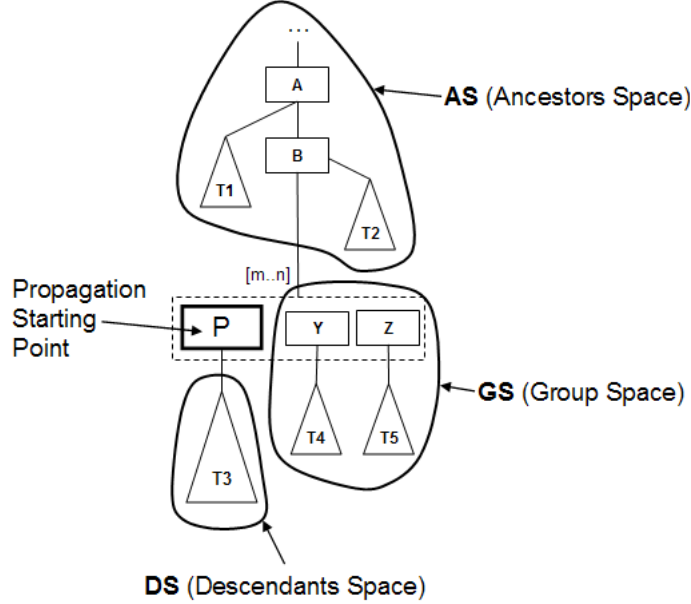 ...
A
AS (Ancestors Space)
B
T1
T2
[m..n]
Propagation
Starting
Point
P
Y
Z
GS (Group Space)
T4
T5
T3
DS (Descendants Space)